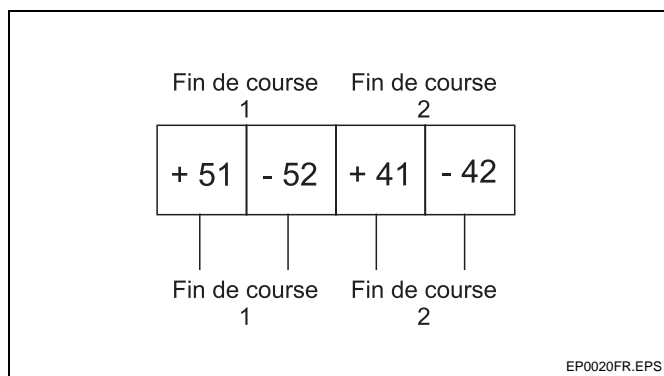 Fin de course Fin de course
1 2
+ 51 - 52 + 41 - 42
Fin de course Fin de course
1 2
EP0020FR.EPS